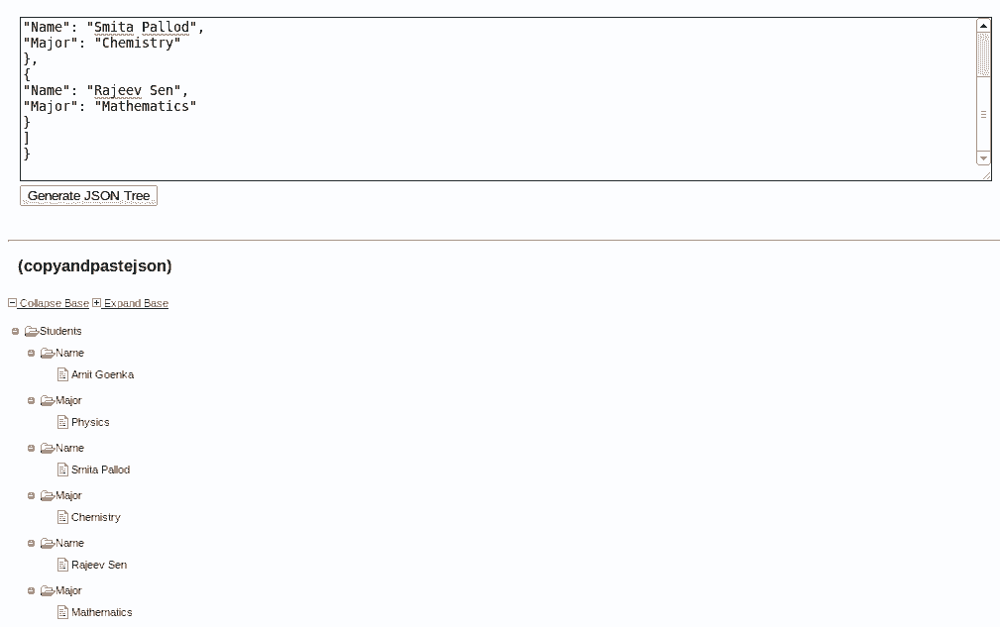 "Name": "Smita Pallod",
"Major": "Chemistry"
},
{
"Name": "Rajeev Sen",
"Major": "Mathematics"
}
]
}
Generate JSON Tree
(copyandpastejson)
Collapse Base Expand Base
Students
Name
Amit Goenka
Major
Physics
Name
Smita Pallod
Major
Chemistry
Name
Rajeev Sen
Major
Mathematics